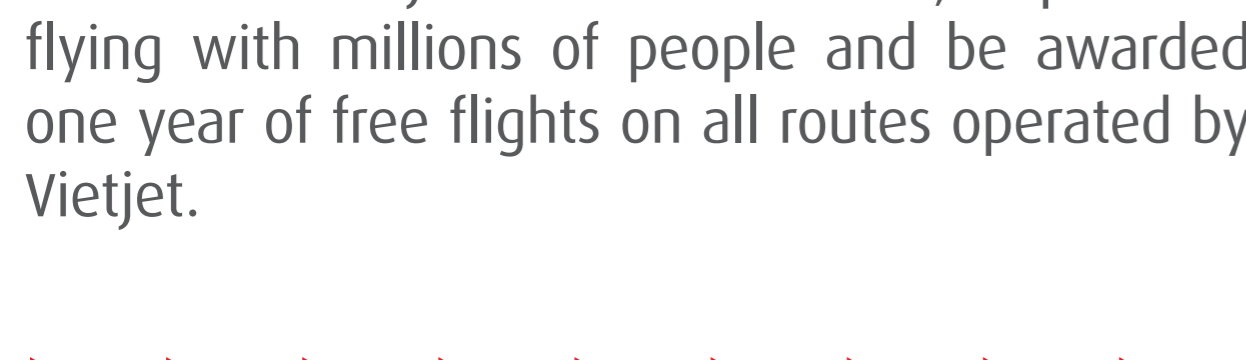 flying with millions of people and be awarded
one year of free flights on all routes operated by
Vietjet.